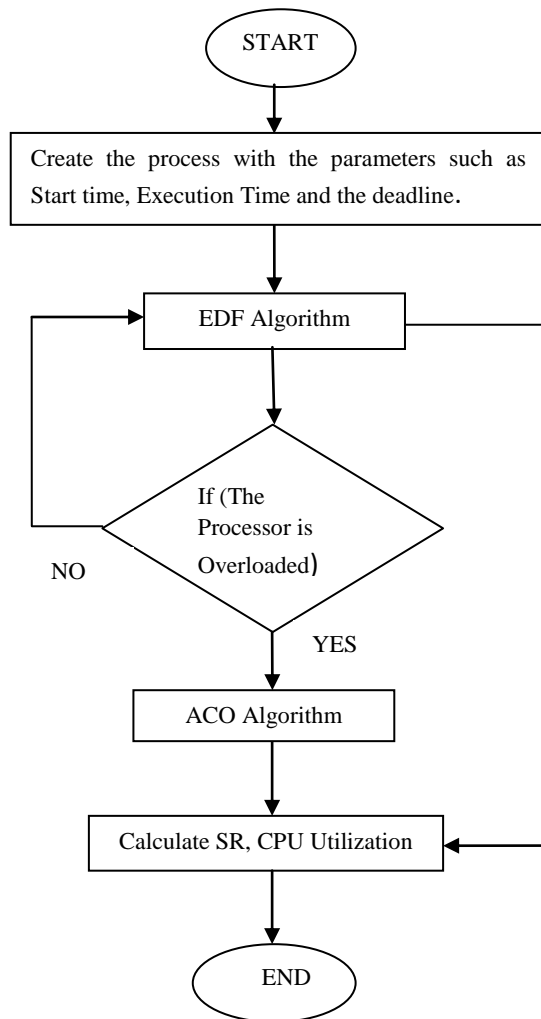 START
Create the process with the parameters such as
Start time, Execution Time and the deadline.
EDF Algorithm
If (The
Processor is
Overloaded)
NO
YES
ACO Algorithm
Calculate SR, CPU Utilization
END